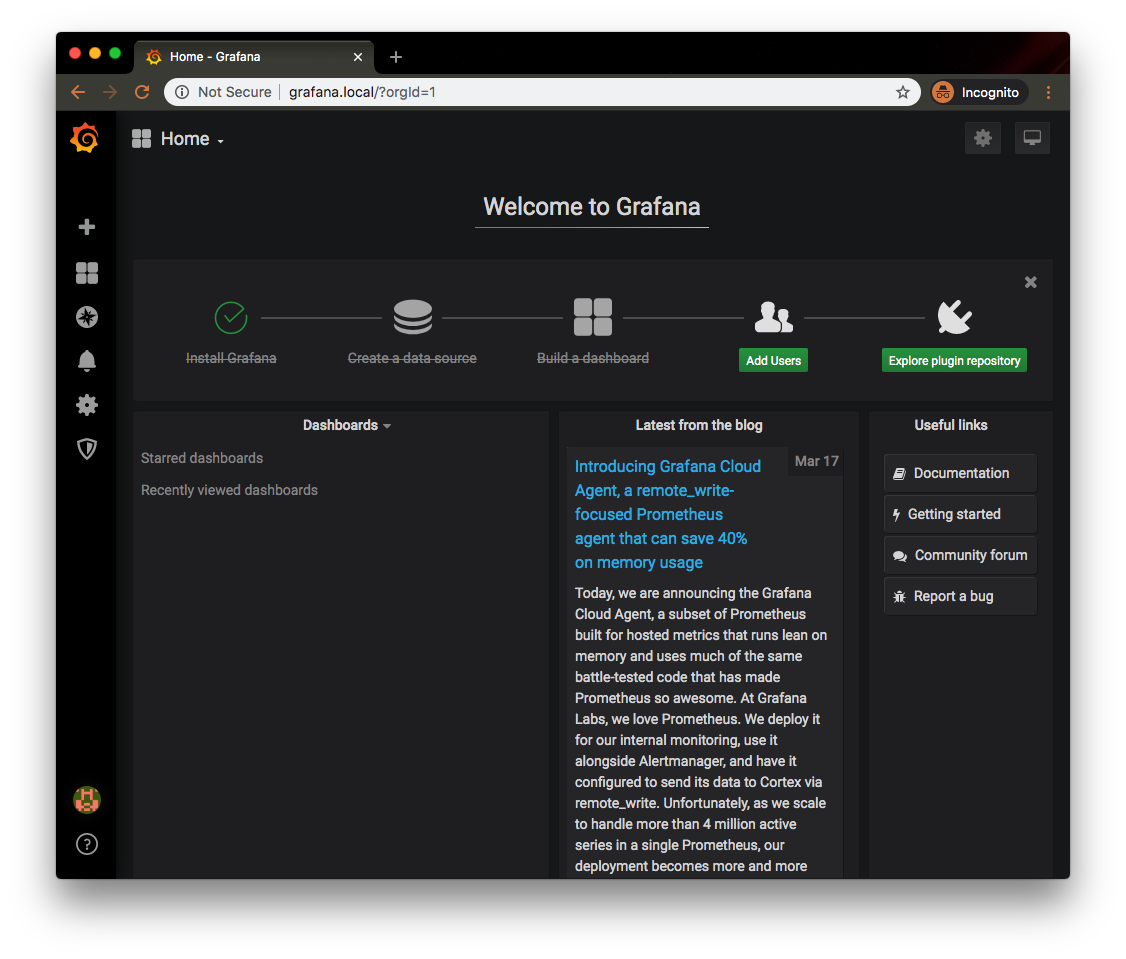 Home - Grafana
Not Secure
grafana.local/?orgId=1
Incognito
Home
Welcome to Grafana
Install Grafana
Create a data source
Build a dashboard
Add Users
Explore plugin repository
Dashboards
Starred dashboards
Recently viewed dashboards
Latest from the blog
Introducing Grafana Cloud
Agent, a remote_write-
focused Prometheus
agent that can save 40%
on memory usage
Mar 17
Today, we are announcing the Grafana
Cloud Agent, a subset of Prometheus
built for hosted metrics that runs lean on
memory and uses much of the same
battle-tested code that has made
Prometheus so awesome. At Grafana
Labs, we love Prometheus. We deploy it
for our internal monitoring, use it
alongside Alertmanager, and have it
configured to send its data to Cortex via
remote_write. Unfortunately, as we scale
to handle more than 4 million active
series in a single Prometheus, our
deployment becomes more and more
Useful links
Documentation
Getting started
Community forum
Report a bug